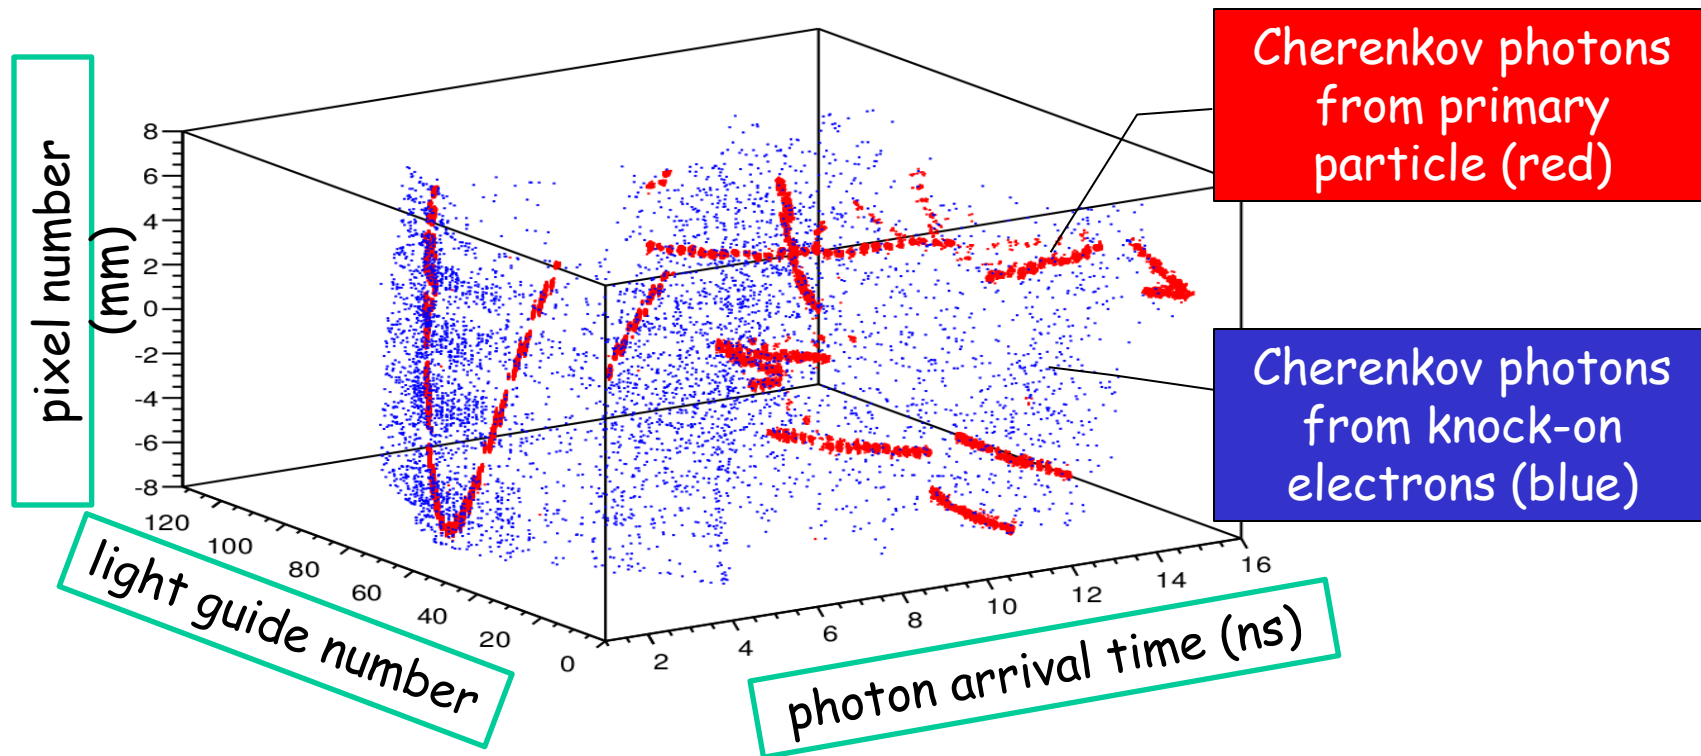 pixel number
(mm)
8
6
4
2
0
-2
-4
-6
-8
120
100
80
60
40
20
0
light guide number
2
4
6
8
10
12
14
16
photon arrival time (ns)
Cherenkov photons
from primary
particle (red)
Cherenkov photons
from knock-on
electrons (blue)